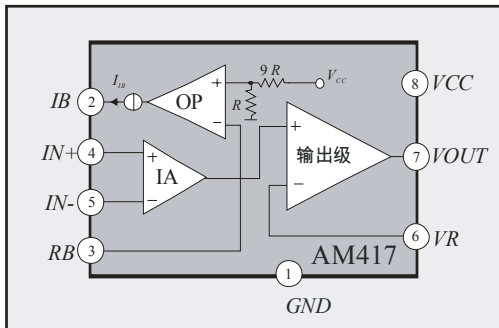 9 R
V_CC
I_IB
OP
R
8 VCC
IB 2
+
−
IN+ 4
+
IA
−
+
输出级
−
7 VOUT
IN- 5
RB 3
6 VR
AM417
1
GND